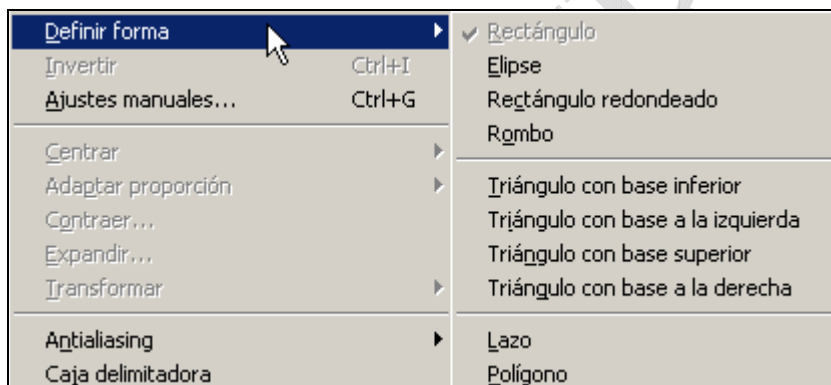 Definir forma
Invertir Ctrl+I
Ajustes manuales... Ctrl+G
Centrar
Adaptar proporción
Contraer...
Expandir...
Transformar
Antialiasing
Caja delimitadora
Rectángulo
Elipse
Rectángulo redondeado
Rombo
Triángulo con base inferior
Triángulo con base a la izquierda
Triángulo con base superior
Triángulo con base a la derecha
Lazo
Polígono